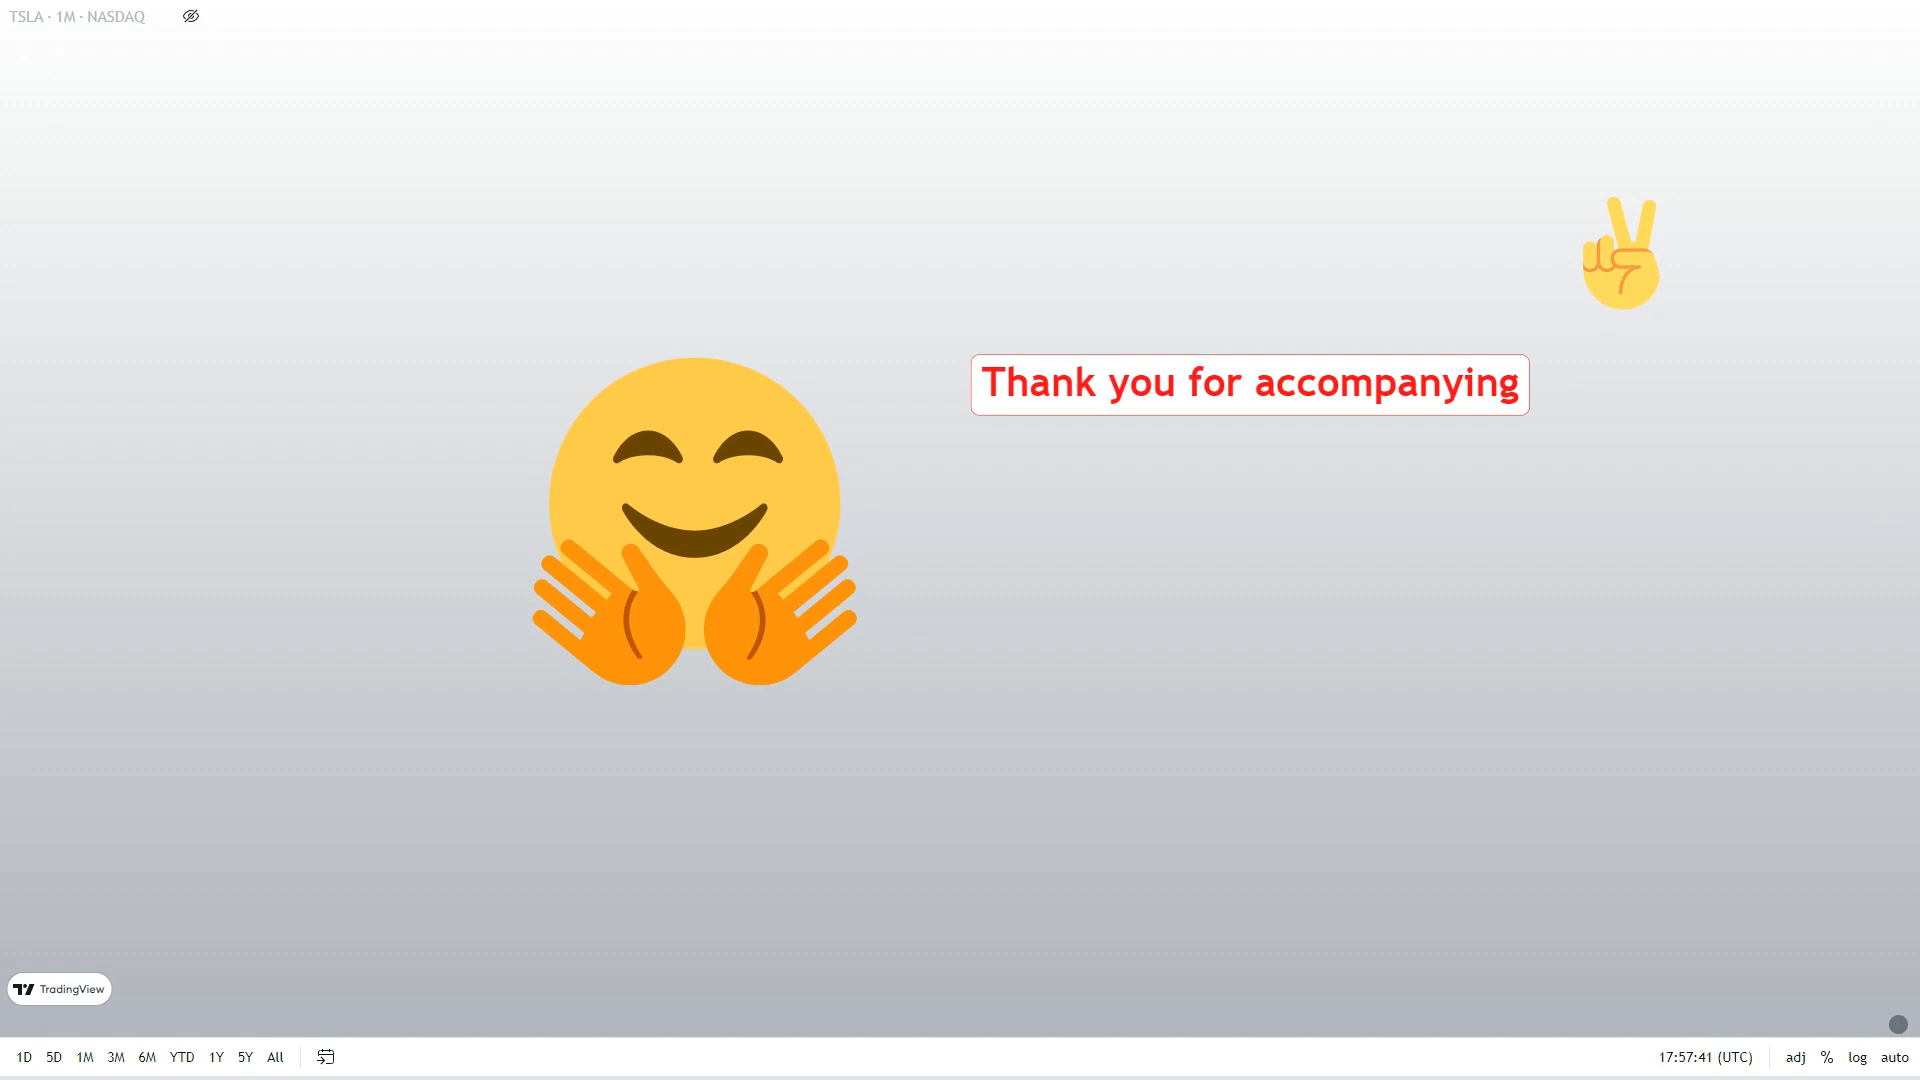 TSLA · 1M · NASDAQ
Thank you for accompanying
TradingView
1D 5D 1M 3M 6M YTD 1Y 5Y All 17:57:41 (UTC) adj % log auto